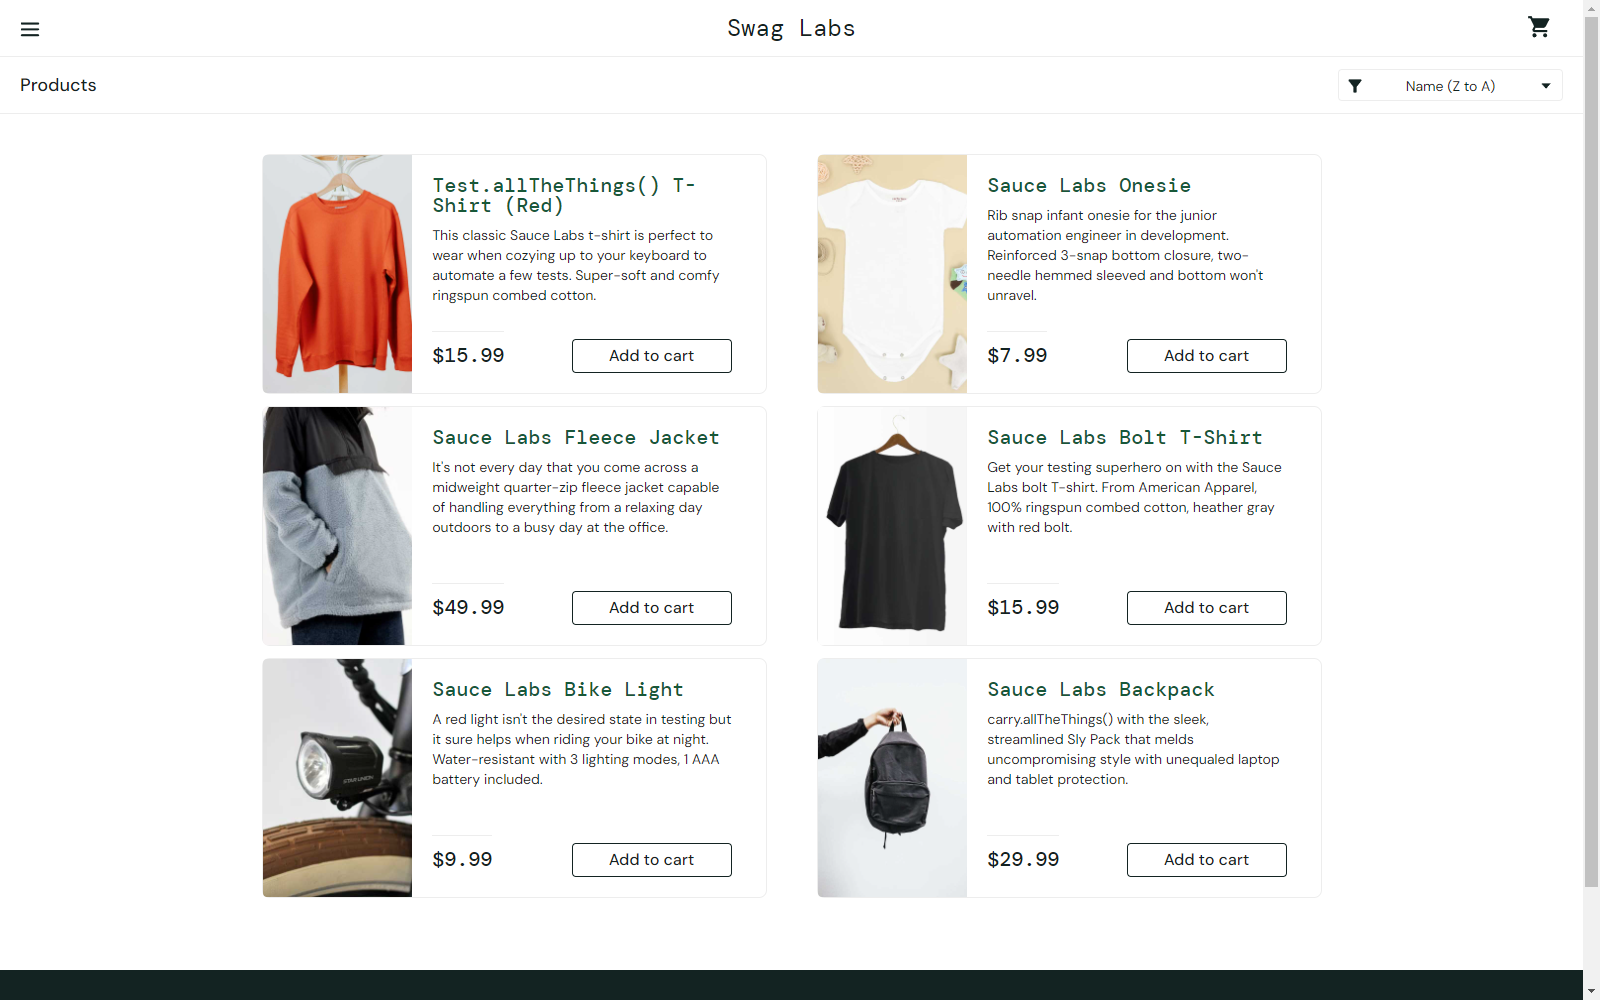 Swag Labs
Products
Name (Z to A)
Test.allTheThings() T-
Shirt (Red)
This classic Sauce Labs t-shirt is perfect to
wear when cozying up to your keyboard to
automate a few tests. Super-soft and comfy
ringspun combed cotton.
$15.99
Add to cart
Sauce Labs Onesie
Rib snap infant onesie for the junior
automation engineer in development.
Reinforced 3-snap bottom closure, two-
needle hemmed sleeved and bottom won't
unravel.
$7.99
Add to cart
Sauce Labs Fleece Jacket
It's not every day that you come across a
midweight quarter-zip fleece jacket capable
of handling everything from a relaxing day
outdoors to a busy day at the office.
$49.99
Add to cart
Sauce Labs Bolt T-Shirt
Get your testing superhero on with the Sauce
Labs bolt T-shirt. From American Apparel,
100% ringspun combed cotton, heather gray
with red bolt.
$15.99
Add to cart
Sauce Labs Bike Light
A red light isn't the desired state in testing but
it sure helps when riding your bike at night.
Water-resistant with 3 lighting modes, 1 AAA
battery included.
$9.99
Add to cart
Sauce Labs Backpack
carry.allTheThings() with the sleek,
streamlined Sly Pack that melds
uncompromising style with unequaled laptop
and tablet protection.
$29.99
Add to cart